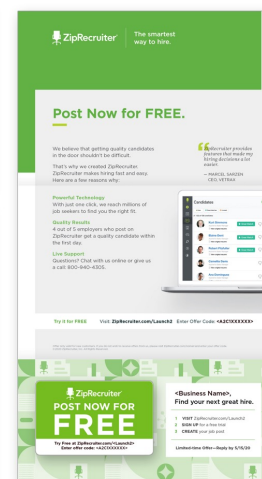 ZipRecruiter
The smartest
way to hire.
Post Now for FREE.
We believe that getting quality candidates
in the door shouldn't be difficult.
That's why we created ZipRecruiter
ZipRecruiter makes hiring fast and easy.
Here are a few reasons why:
Powerful Technology
With just one click, we reach millions of
job seekers to find you the right fit.
Quality Results
4 out of 5 employers who post on
ZipRecruiter get a quality candidate within
the first day.
Live Support
Questions? Chat with us online or give us
a call: 800-940-4305.
ZipRecruiter provides
features that made my
hiring decisions a lot
easier.
CEO, VETBAX
Candidates
Try it for FREE Visit: ZipRecruiter.com/Launch2 Enter Offer Code: <A2C1XXXXXX>
ZipRecruiter
POST NOW FOR
FREE
Try Free at ZipRecruiter.com/<Launch2>
Enter offer code: <A2C3XXXXXX>
<Business Name>,
Find your next great hire.
1 VISIT ZipRecruiter.com/Launch2
2 SIGN UP for a free trial
3 CREATE your job post
Limited-time Offer—Reply by 5/15/20